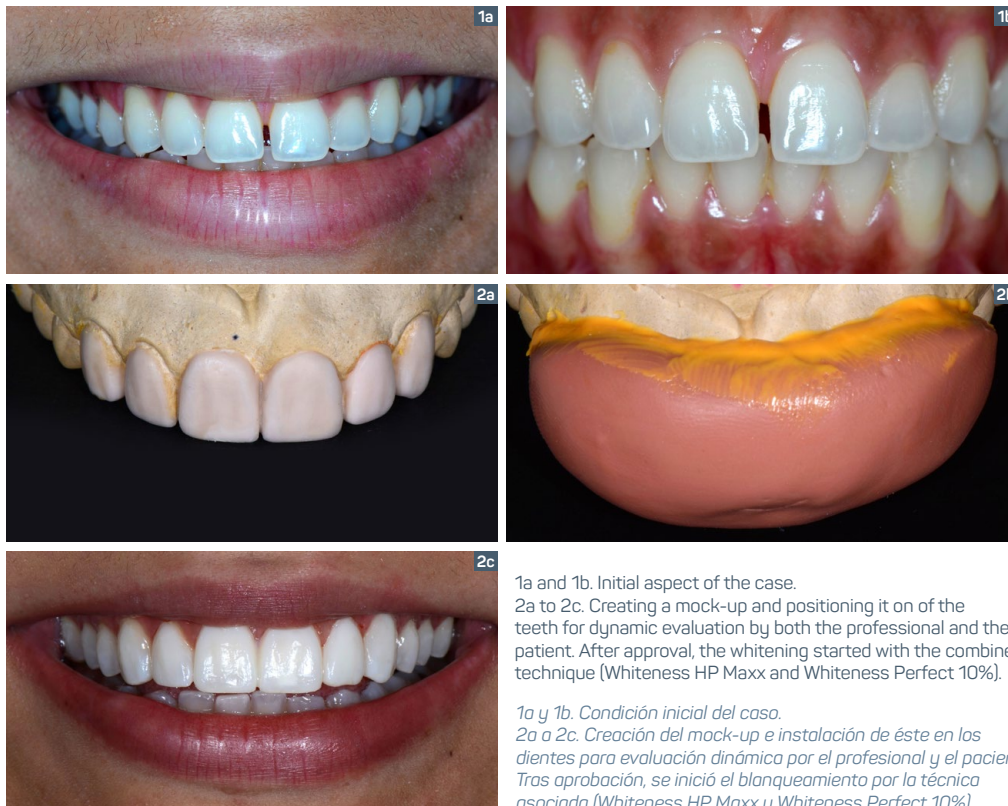 1a
1b
2a
2b
2c
1a and 1b. Initial aspect of the case.
2a to 2c. Creating a mock-up and positioning it on of the
teeth for dynamic evaluation by both the professional and the
patient. After approval, the whitening started with the combine
technique (Whiteness HP Maxx and Whiteness Perfect 10%).
1a y 1b. Condición inicial del caso.
2a a 2c. Creación del mock-up e instalación de éste en los
dientes para evaluación dinámica por el profesional y el pacien
Tras aprobación, se inició el blanqueamiento por la técnica
asociada (Whiteness HP Maxx y Whiteness Perfect 10%)